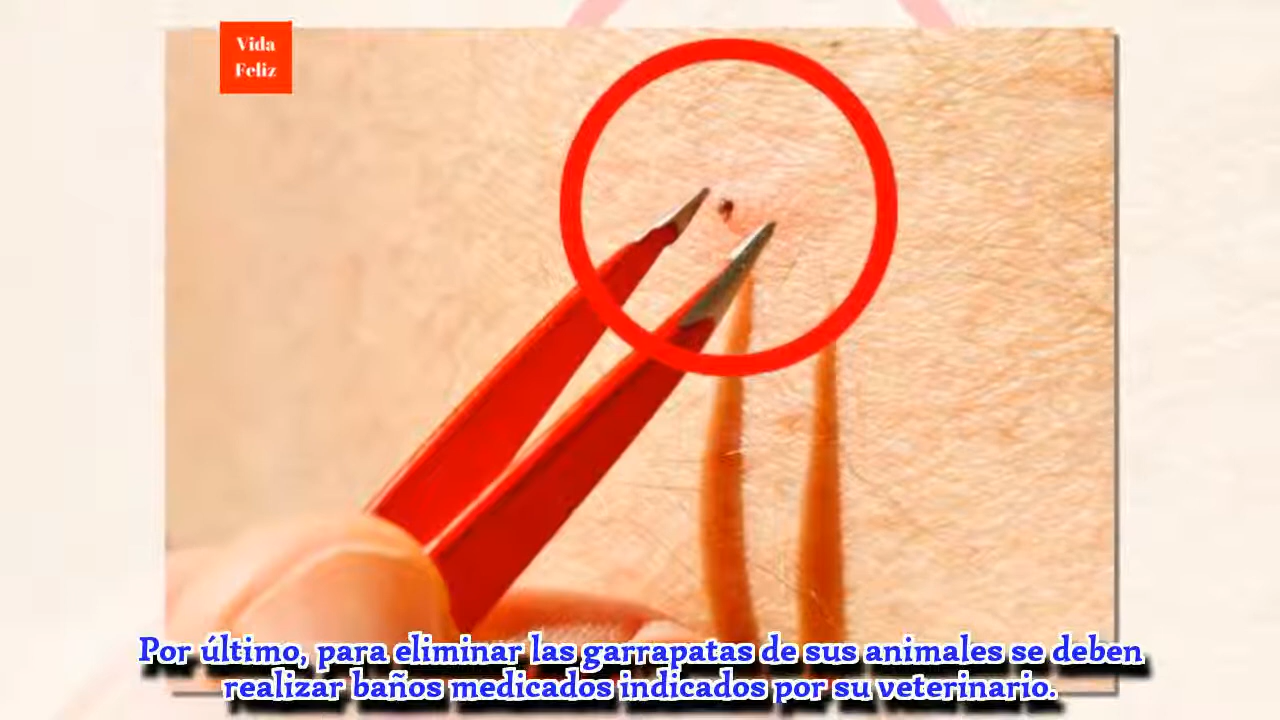 Vida
Feliz
Por último, para eliminar las garrapatas de sus animales se deben
realizar baños medicados indicados por su veterinario.